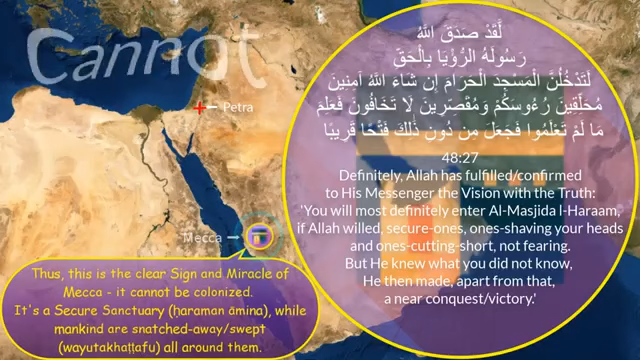 Cannot
Petra
Mecca
لَّقَدْ صَدَقَ اللَّهُ
رَسُولَهُ الرُّؤْيَا بِالْحَقِّ
لَتَدْخُلُنَّ الْمَسْجِدَ الْحَرَامَ إِن شَاءَ اللَّهُ آمِنِينَ
مُحَلِّقِينَ رُءُوسَكُمْ وَمُقَصِّرِينَ لَا تَخَافُونَ فَعَلِمَ
مَا لَمْ تَعْلَمُوا فَجَعَلَ مِن دُونِ ذَٰلِكَ فَتْحًا قَرِيبًا
48:27
Definitely, Allah has fulfilled/confirmed
to His Messenger the Vision with the Truth:
'You will most definitely enter Al-Masjida l-Haraam,
if Allah willed, secure-ones, ones-shaving your heads
and ones-cutting-short, not fearing.
But He knew what you did not know,
He then made, apart from that,
a near conquest/victory.'
Thus, this is the clear Sign and Miracle of
Mecca - it cannot be colonized.
It's a Secure Sanctuary (ḥaraman āmina), while
mankind are snatched-away/swept
(wayutakhaṭṭafu) all around them.